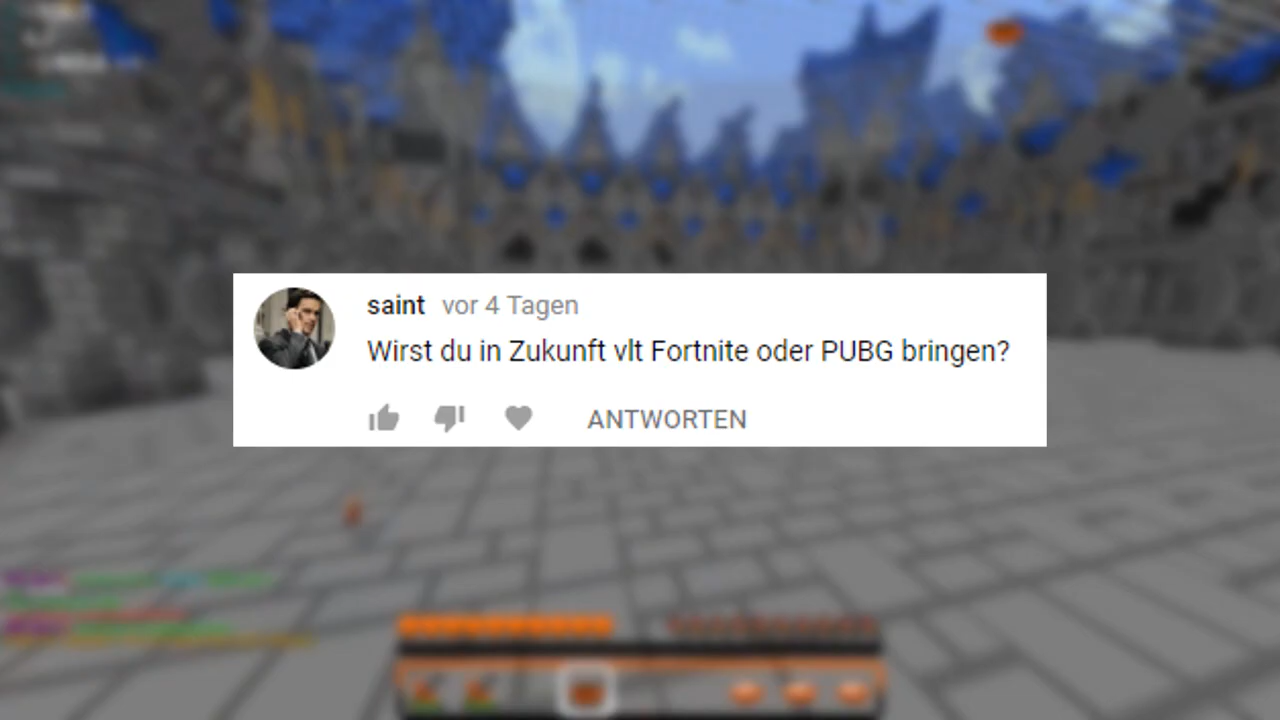 saint vor 4 Tagen
Wirst du in Zukunft vlt Fortnite oder PUBG bringen?
ANTWORTEN